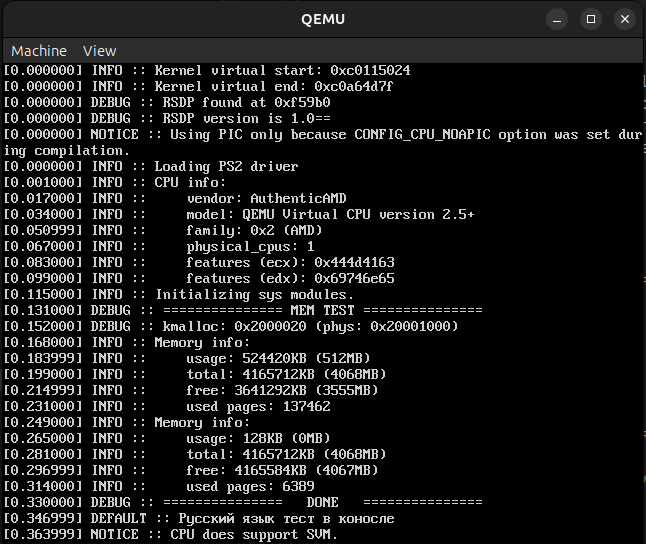 QEMU
Machine View
[0.000000] INFO :: Kernel virtual start: 0xc0115024
[0.000000] INFO :: Kernel virtual end: 0xc0a64d7f
[0.000000] DEBUG :: RSDP found at 0xf59b0
[0.000000] DEBUG :: RSDP version is 1.0==
[0.000000] NOTICE :: Using PIC only because CONFIG_CPU_NOAPIC option was set dur
ing compilation.
[0.000000] INFO :: Loading PS2 driver
[0.001000] INFO :: CPU info:
[0.017000] INFO :: vendor: AuthenticAMD
[0.034000] INFO :: model: QEMU Virtual CPU version 2.5+
[0.050999] INFO :: family: 0x2 (AMD)
[0.067000] INFO :: physical_cpus: 1
[0.083000] INFO :: features (ecx): 0x444d4163
[0.099000] INFO :: features (edx): 0x69746e65
[0.115000] INFO :: Initializing sys modules.
[0.131000] DEBUG :: =============== MEM TEST ===============
[0.152000] DEBUG :: kmalloc: 0x2000020 (phys: 0x20001000)
[0.168000] INFO :: Memory info:
[0.183999] INFO :: usage: 524420KB (512MB)
[0.199000] INFO :: total: 4165712KB (4068MB)
[0.214999] INFO :: free: 3641292KB (3555MB)
[0.231000] INFO :: used pages: 137462
[0.249000] INFO :: Memory info:
[0.265000] INFO :: usage: 128KB (0MB)
[0.281000] INFO :: total: 4165712KB (4068MB)
[0.296999] INFO :: free: 4165584KB (4067MB)
[0.314000] INFO :: used pages: 6389
[0.330000] DEBUG :: =============== DONE ===============
[0.346999] DEFAULT :: Русский язык тест в коносле
[0.363999] NOTICE :: CPU does support SVM.